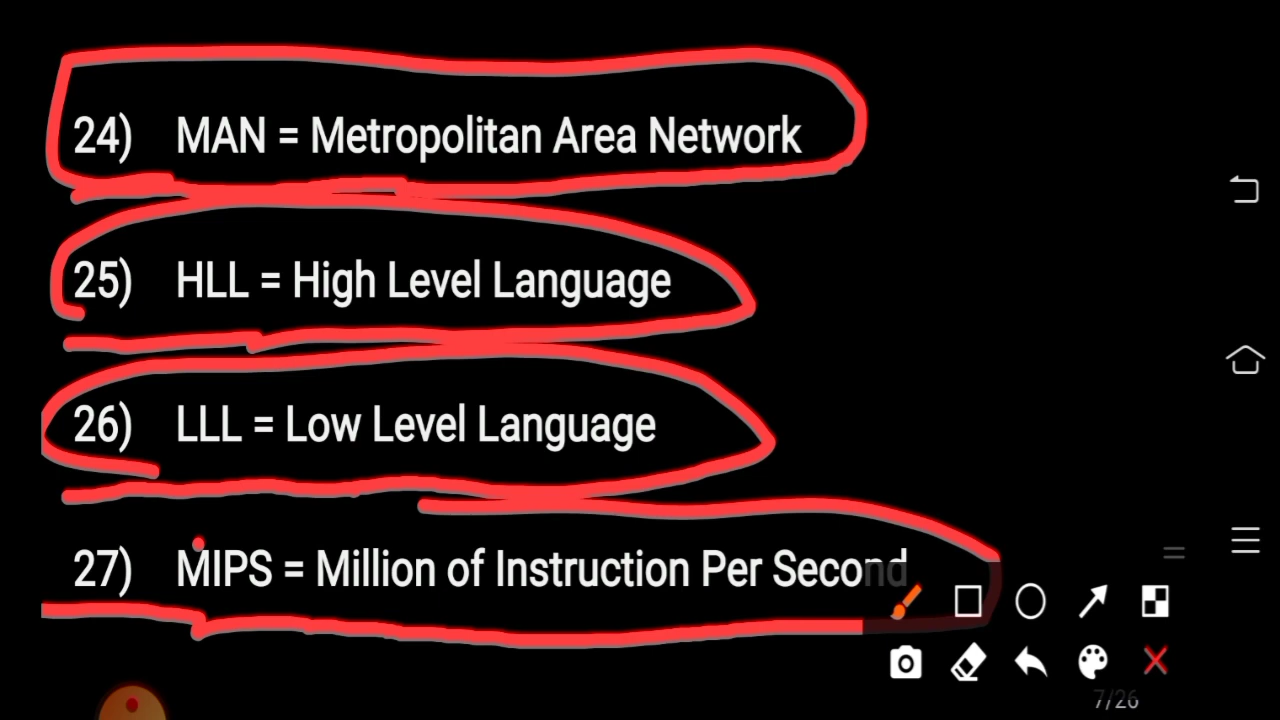 24) MAN = Metropolitan Area Network
25) HLL = High Level Language
26) LLL = Low Level Language
27) MIPS = Million of Instruction Per Second
7/26